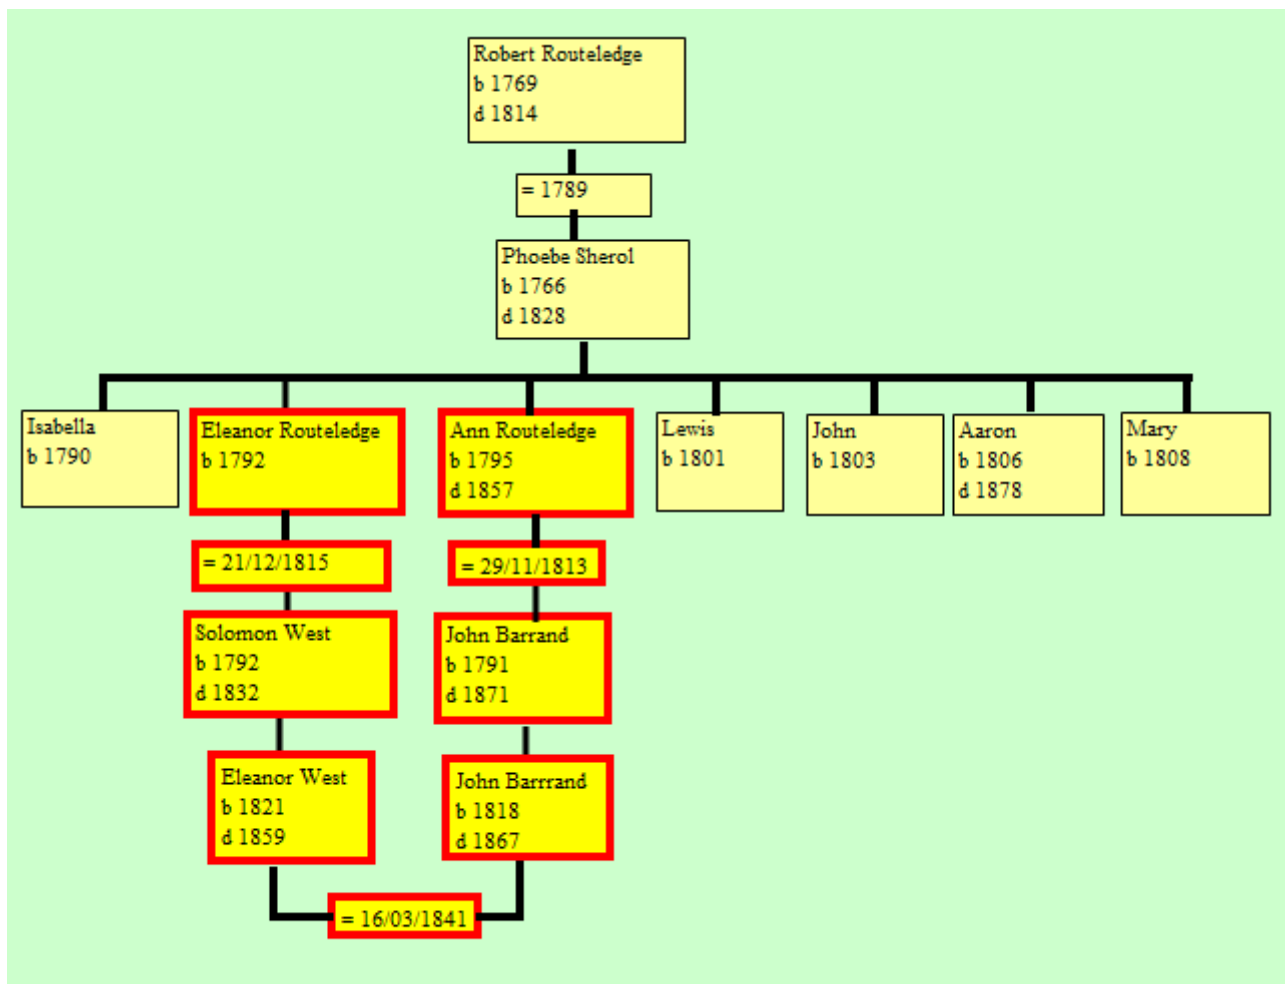 Robert Routeledge
b 1769
d 1814
= 1789
Phoebe Sherol
b 1766
d 1828
Isabella
b 1790
Eleanor Routeledge
b 1792
Ann Routeledge
b 1795
d 1857
Lewis
b 1801
John
b 1803
Aaron
b 1806
d 1878
Mary
b 1808
= 21/12/1815
= 29/11/1813
Solomon West
b 1792
d 1832
John Barrand
b 1791
d 1871
Eleanor West
b 1821
d 1859
John Barrrand
b 1818
d 1867
= 16/03/1841